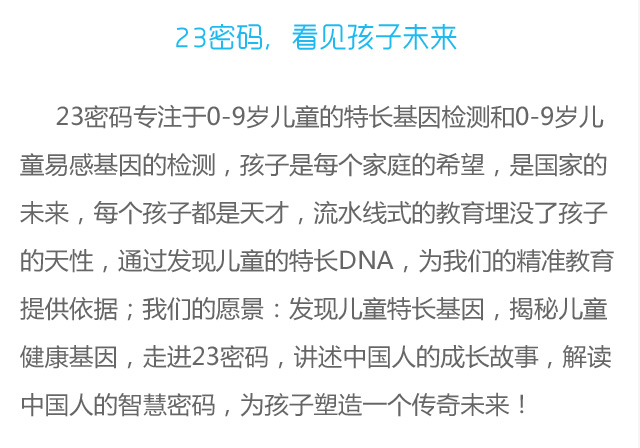 23密码，看见孩子未来
23密码专注于0-9岁儿童的特长基因检测和0-9岁儿
童易感基因的检测，孩子是每个家庭的希望，是国家的
未来，每个孩子都是天才，流水线式的教育埋没了孩子
的天性，通过发现儿童的特长DNA，为我们的精准教育
提供依据；我们的愿景：发现儿童特长基因，揭秘儿童
健康基因，走进23密码，讲述中国人的成长故事，解读
中国人的智慧密码，为孩子塑造一个传奇未来！